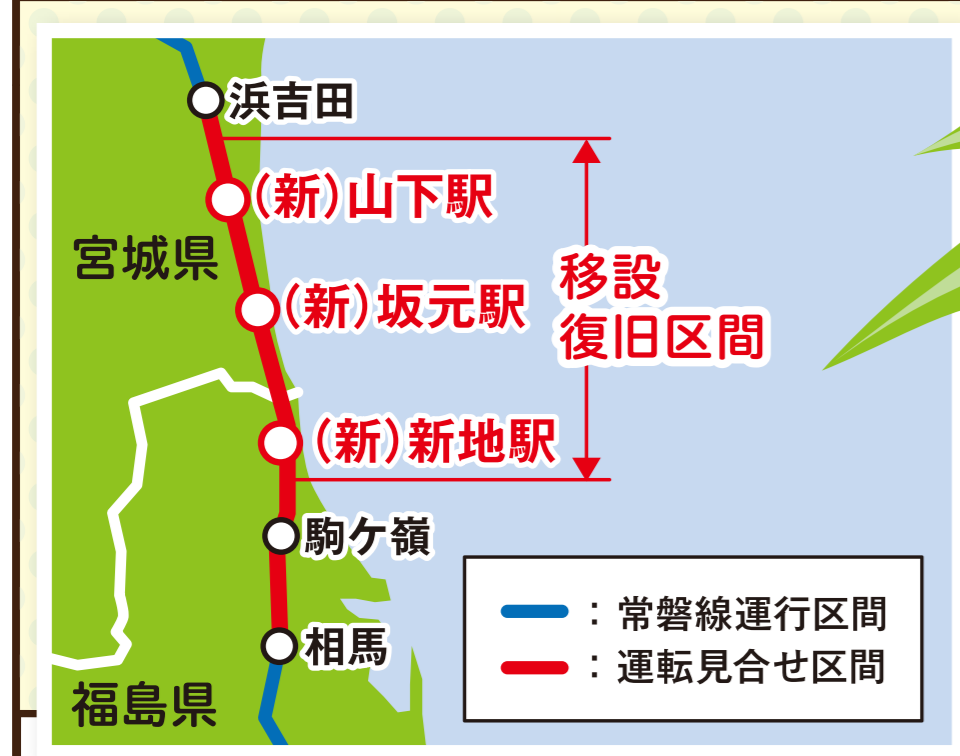 浜吉田
(新)山下駅
宮城県
(新)坂元駅
移設
復旧区間
(新)新地駅
駒ケ嶺
相馬
福島県
：常磐線運行区間
：運転見合せ区間